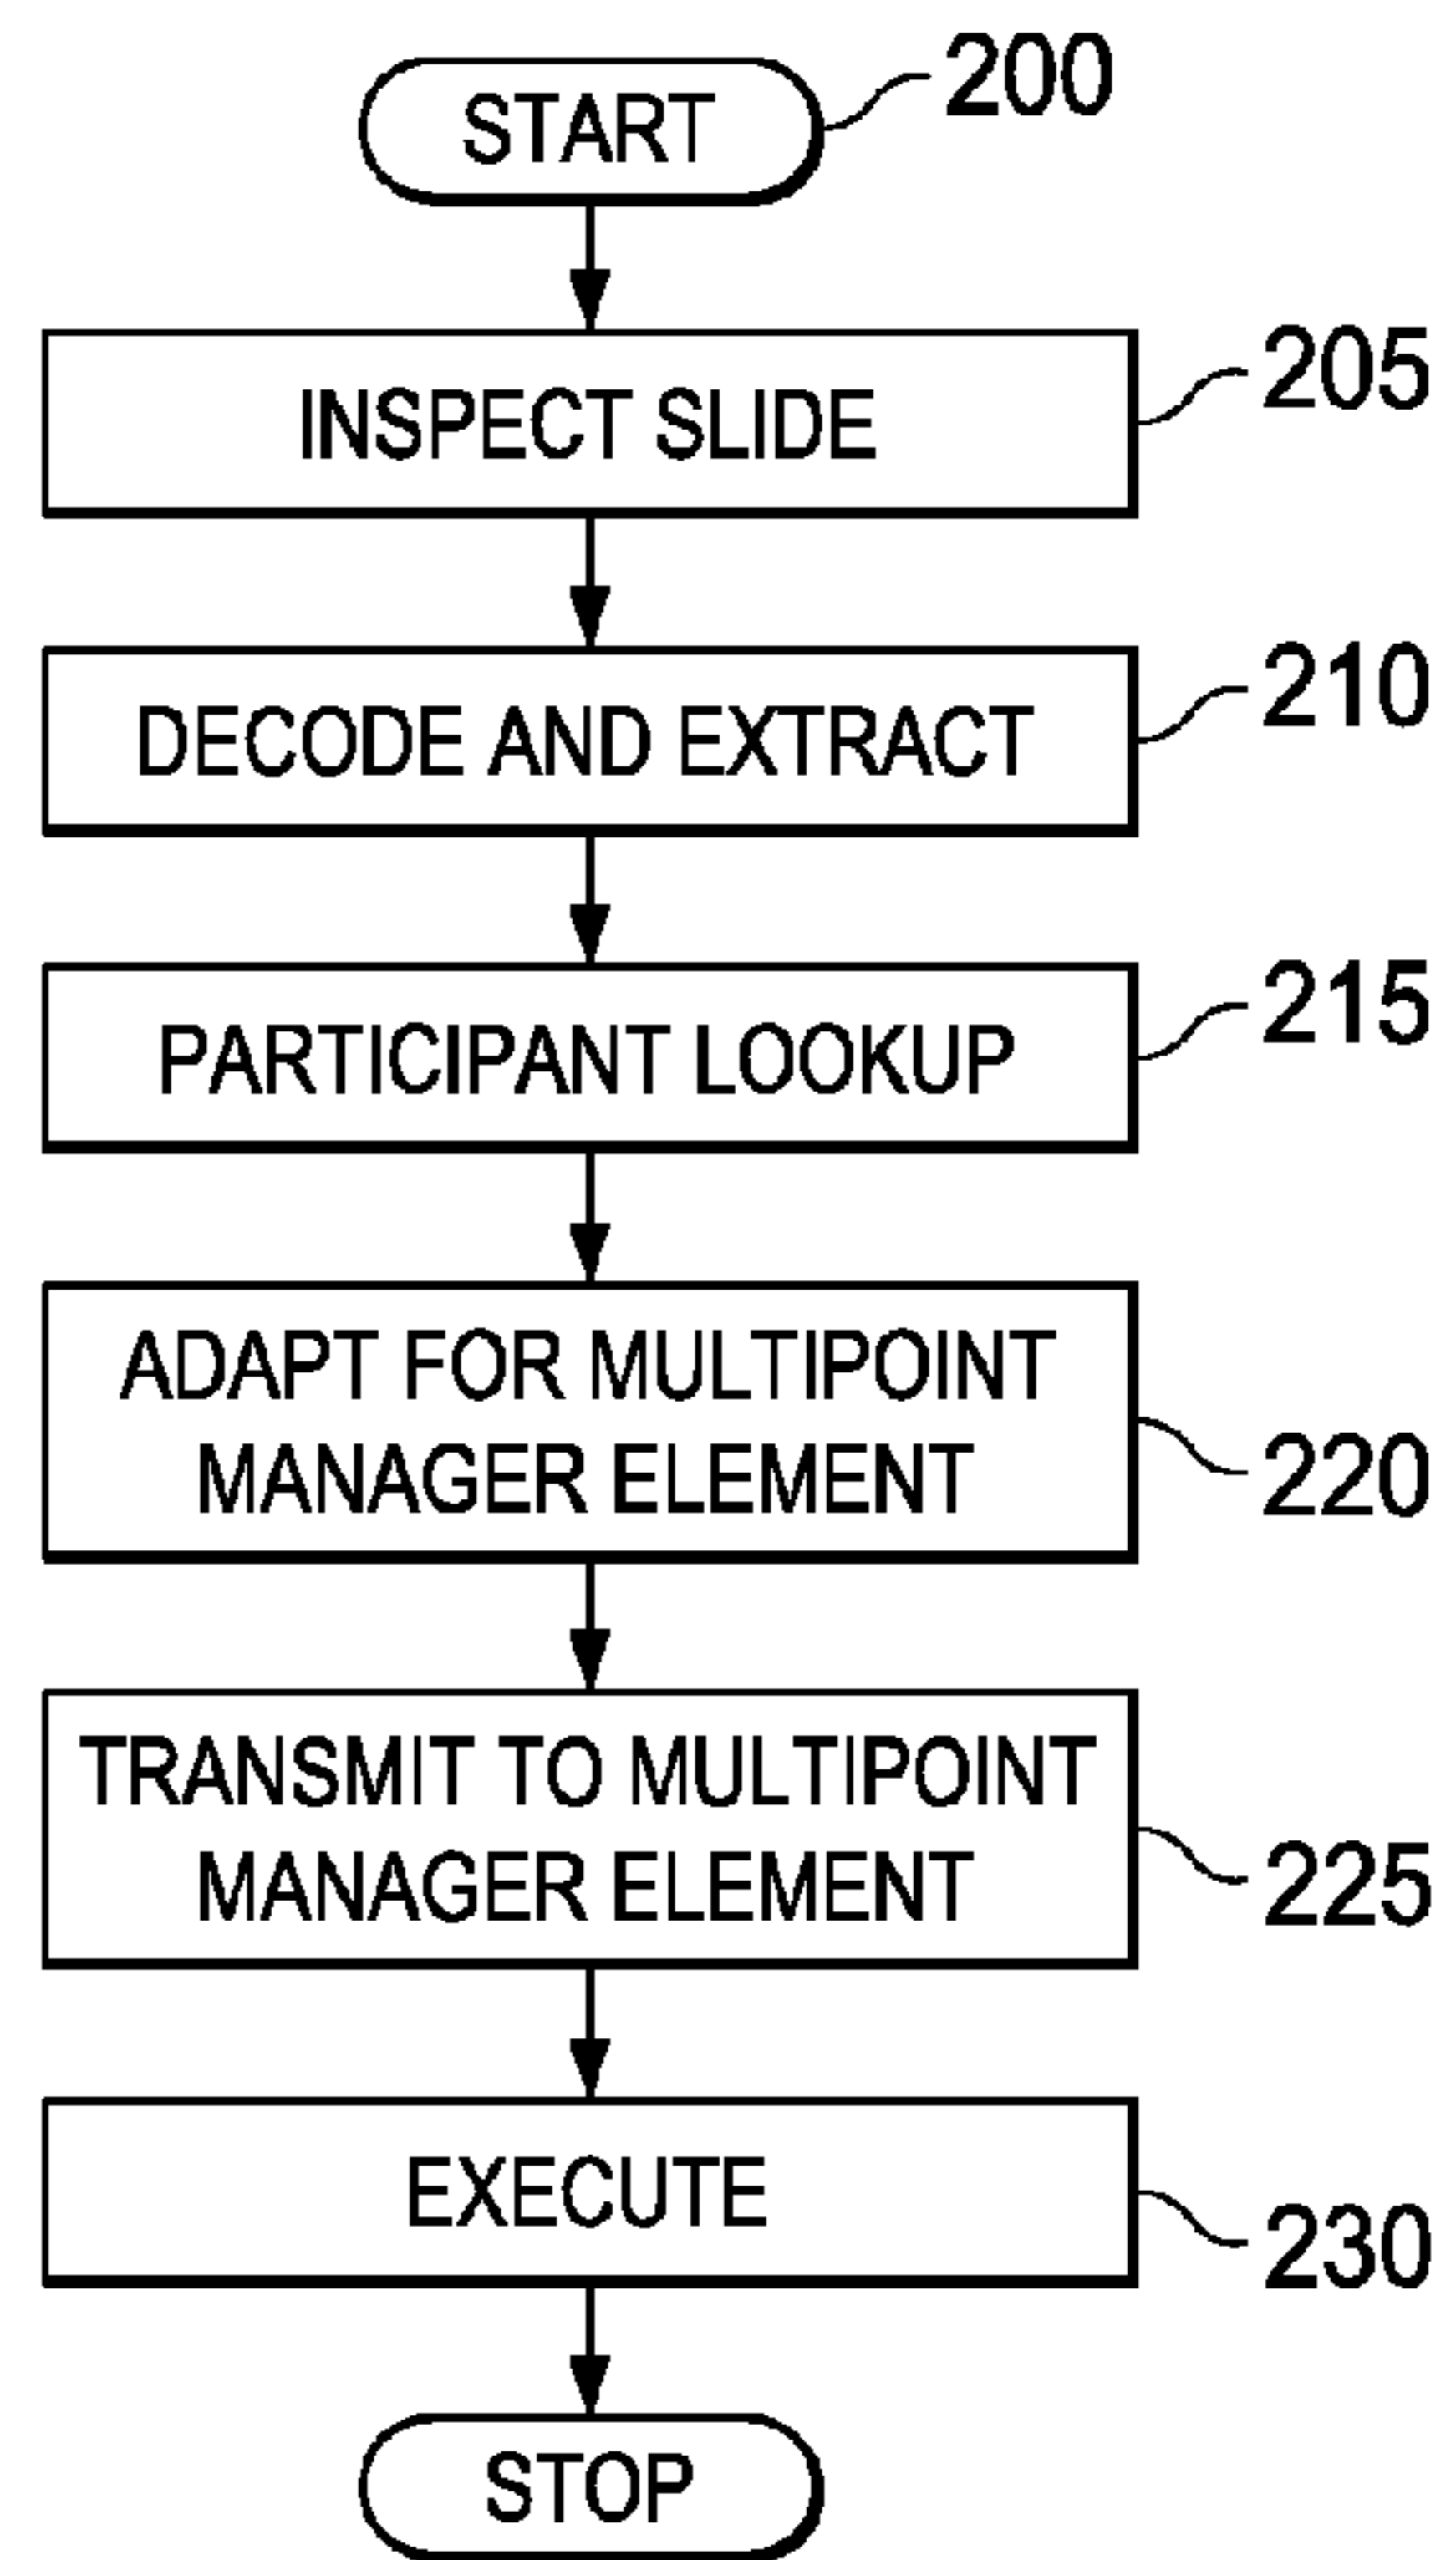 START 200
INSPECT SLIDE 205
DECODE AND EXTRACT 210
PARTICIPANT LOOKUP 215
ADAPT FOR MULTIPOINT
MANAGER ELEMENT 220
TRANSMIT TO MULTIPOINT
MANAGER ELEMENT 225
EXECUTE 230
STOP